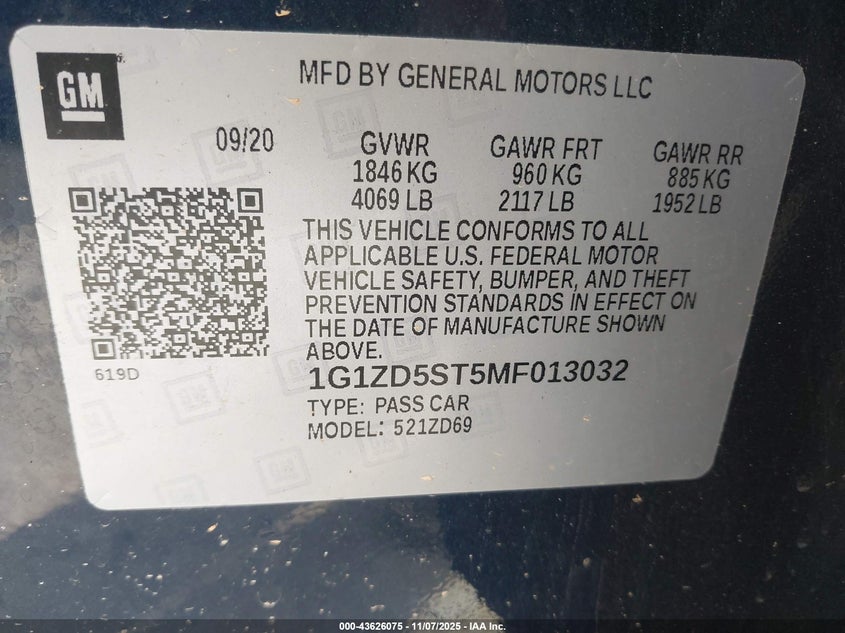 GM
MFD BY GENERAL MOTORS LLC
09/20
GVWR
1846 KG
4069 LB
GAWR FRT
960 KG
2117 LB
GAWR RR
885 KG
1952 LB
THIS VEHICLE CONFORMS TO ALL
APPLICABLE U.S. FEDERAL MOTOR
VEHICLE SAFETY, BUMPER, AND THEFT
PREVENTION STANDARDS IN EFFECT ON
THE DATE OF MANUFACTURE SHOWN
ABOVE.
619D
1G1ZD5ST5MF013032
TYPE: PASS CAR
MODEL: 521ZD69
000-43626075 - 11/07/2025 - IAA Inc.